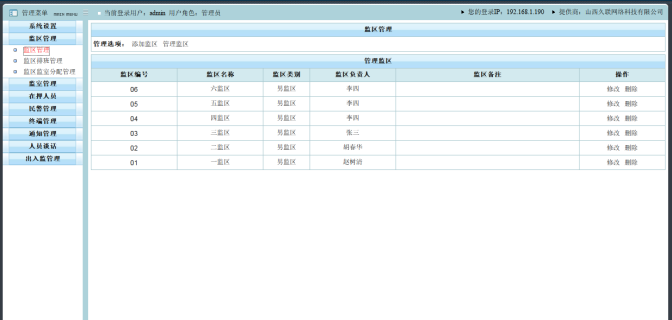 管理菜单 MAIN MENU 当前登录用户：admin 用户角色：管理员 您的登录IP：192.168.1.190 提供商：山西久联网络科技有限公司
系统设置
监区管理
监区管理
监区排班管理
监区监室分配管理
监室管理
在押人员
民警管理
终端管理
通知管理
人员谈话
出入监管理
监区管理
管理选项： 添加监区 管理监区
管理监区
监区编号 监区名称 监区类别 监区负责人 监区备注 操作
06 六监区 男监区 李四 修改 删除
05 五监区 男监区 李四 修改 删除
04 四监区 男监区 李四 修改 删除
03 三监区 男监区 张三 修改 删除
02 二监区 男监区 胡春华 修改 删除
01 一监区 男监区 赵树清 修改 删除